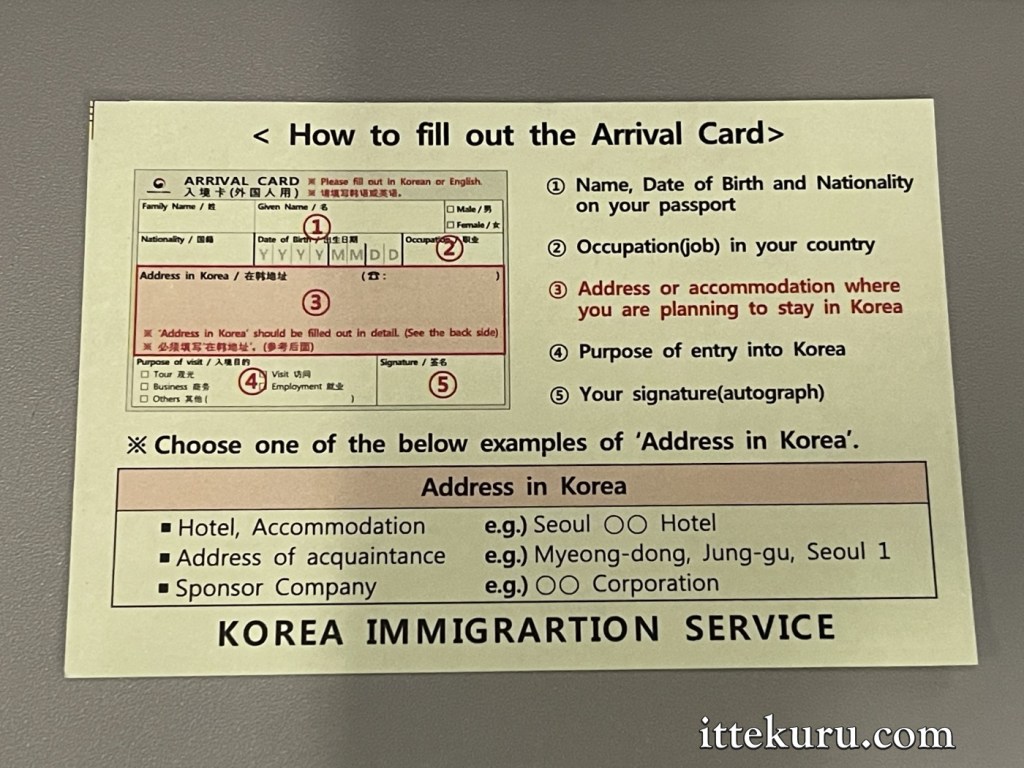 < How to fill out the Arrival Card>
ARRIVAL CARD ※ Please fill out in Korean or English.
入境卡(外国人用) ※ 请填写韩语或英语。
Family Name / 姓
Given Name / 名
□ Male / 男
□ Female / 女
①
Nationality / 国籍
Date of Birth / 出生日期
Occupation / 职业
②
Y Y Y Y M M D D
Address in Korea / 在韩地址 (☎: )
③
※ 'Address in Korea' should be filled out in detail. (See the back side)
※ 必须填写'在韩地址'。(参考后面)
Purpose of visit / 入境目的
□ Tour 观光
□ Visit 访问
□ Business 商务
□ Employment 就业
□ Others 其他 ( )
④
Signature / 签名
⑤
① Name, Date of Birth and Nationality
on your passport
② Occupation(job) in your country
③ Address or accommodation where
you are planning to stay in Korea
④ Purpose of entry into Korea
⑤ Your signature(autograph)
※ Choose one of the below examples of 'Address in Korea'.
Address in Korea
▪ Hotel, Accommodation e.g.) Seoul ○○ Hotel
▪ Address of acquaintance e.g.) Myeong-dong, Jung-gu, Seoul 1
▪ Sponsor Company e.g.) ○○ Corporation
KOREA IMMIGRARTION SERVICE
ittekuru.com